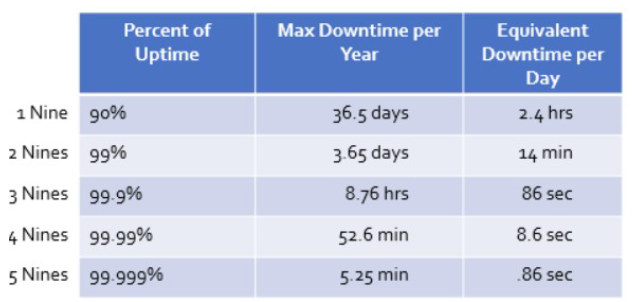 Percent of Uptime Max Downtime per Year Equivalent Downtime per Day
1 Nine 90% 36.5 days 2.4 hrs
2 Nines 99% 3.65 days 14 min
3 Nines 99.9% 8.76 hrs 86 sec
4 Nines 99.99% 52.6 min 8.6 sec
5 Nines 99.999% 5.25 min .86 sec